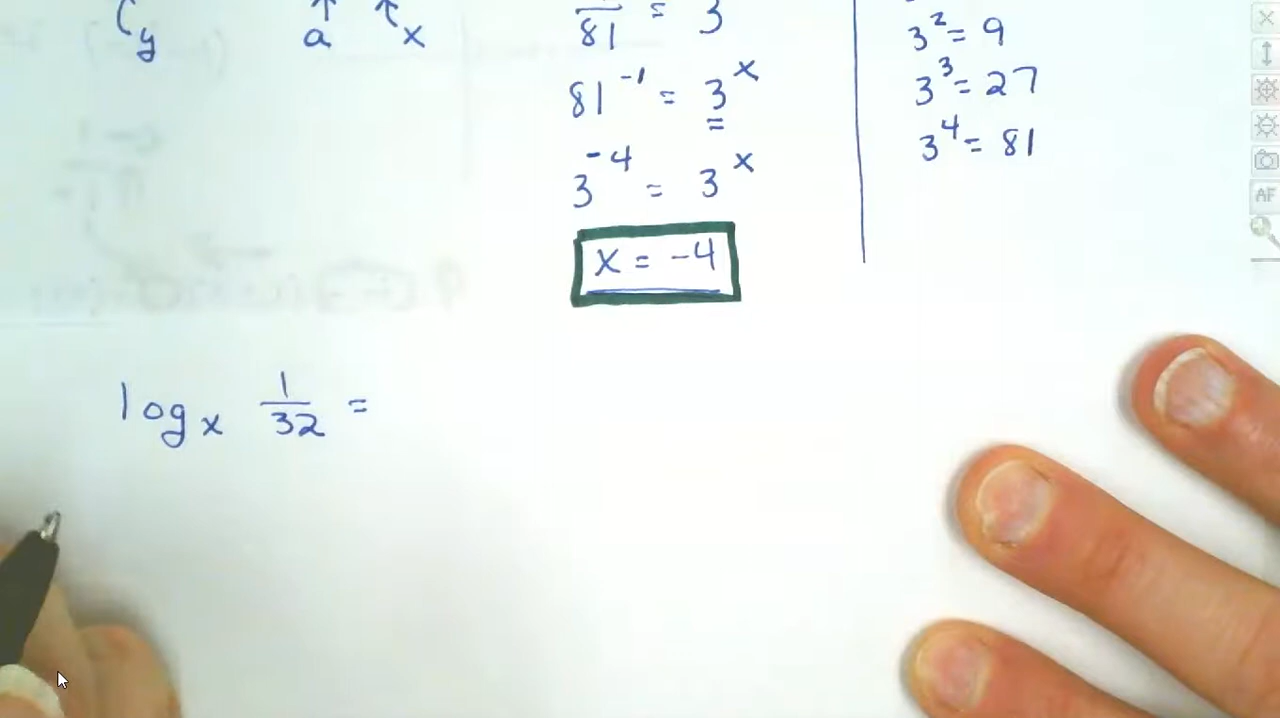 y a x
81 = 3
81^-1 = 3^x
3^-4 = 3^x
x = -4
3^2 = 9
3^3 = 27
3^4 = 81
log_x 1/32 =
AF